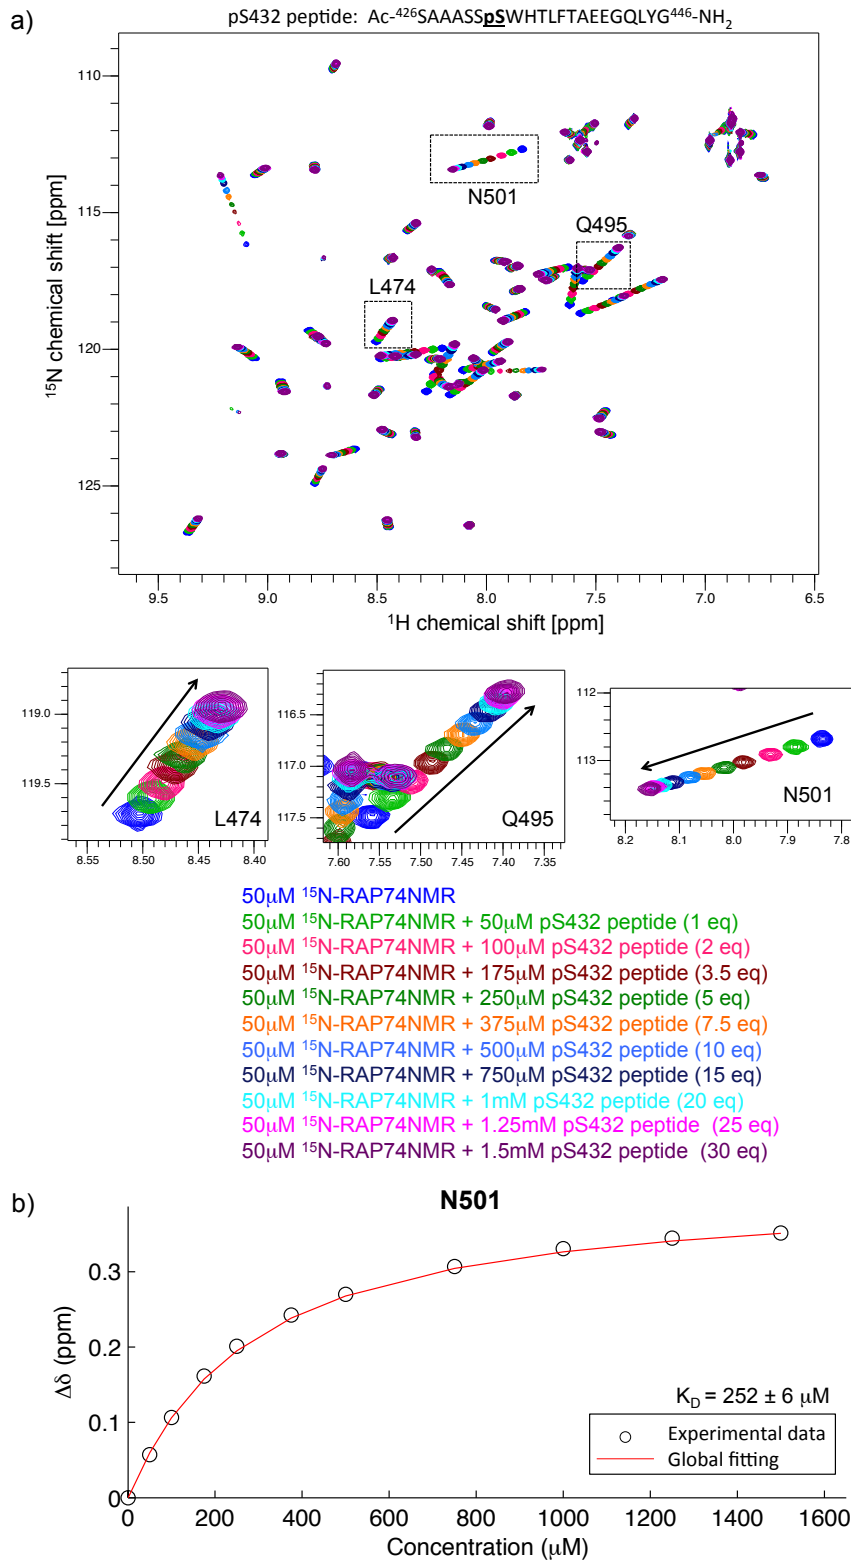 a)
pS432 peptide: Ac-⁴²⁶SAAASSpSWHTLFTAEEGQLYG⁴⁴⁶-NH₂
110
115
120
125
¹⁵N chemical shift [ppm]
N501
Q495
L474
9.5 9.0 8.5 8.0 7.5 7.0 6.5
¹H chemical shift [ppm]
119.0
119.5
L474
8.55 8.50 8.45 8.40
116.5
117.0
117.5
Q495
7.60 7.55 7.50 7.45 7.40 7.35
112
113
N501
8.2 8.1 8.0 7.9 7.8
50μM ¹⁵N-RAP74NMR
50μM ¹⁵N-RAP74NMR + 50μM pS432 peptide (1 eq)
50μM ¹⁵N-RAP74NMR + 100μM pS432 peptide (2 eq)
50μM ¹⁵N-RAP74NMR + 175μM pS432 peptide (3.5 eq)
50μM ¹⁵N-RAP74NMR + 250μM pS432 peptide (5 eq)
50μM ¹⁵N-RAP74NMR + 375μM pS432 peptide (7.5 eq)
50μM ¹⁵N-RAP74NMR + 500μM pS432 peptide (10 eq)
50μM ¹⁵N-RAP74NMR + 750μM pS432 peptide (15 eq)
50μM ¹⁵N-RAP74NMR + 1mM pS432 peptide (20 eq)
50μM ¹⁵N-RAP74NMR + 1.25mM pS432 peptide (25 eq)
50μM ¹⁵N-RAP74NMR + 1.5mM pS432 peptide (30 eq)
b)
N501
0.3
0.2
0.1
0
Δδ (ppm)
K_D = 252 ± 6 μM
Experimental data
Global fitting
0 200 400 600 800 1000 1200 1400 1600
Concentration (μM)